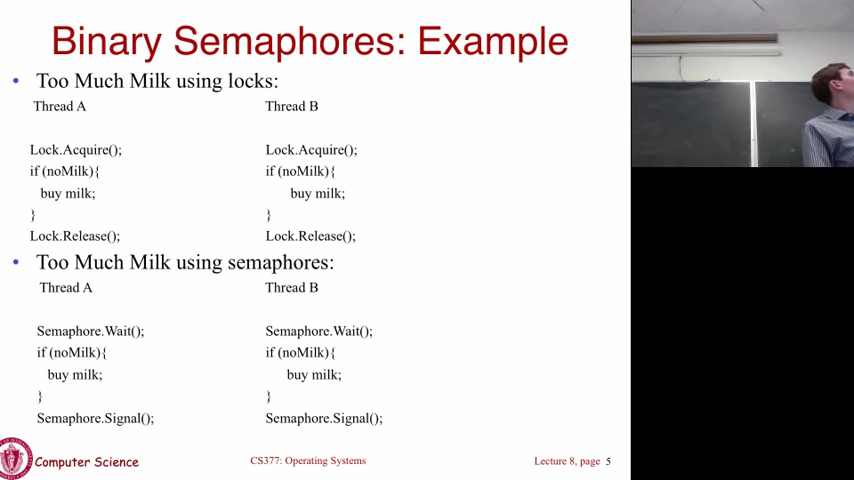 Binary Semaphores: Example
• Too Much Milk using locks:
Thread A Thread B
Lock.Acquire(); Lock.Acquire();
if (noMilk){ if (noMilk){
buy milk; buy milk;
} }
Lock.Release(); Lock.Release();
• Too Much Milk using semaphores:
Thread A Thread B
Semaphore.Wait(); Semaphore.Wait();
if (noMilk){ if (noMilk){
buy milk; buy milk;
} }
Semaphore.Signal(); Semaphore.Signal();
Computer Science CS377: Operating Systems Lecture 8, page 5